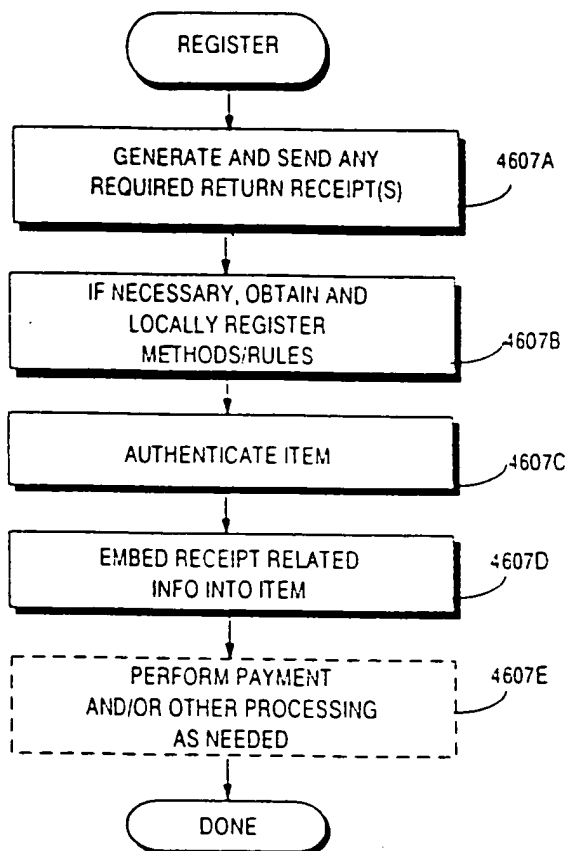 REGISTER
GENERATE AND SEND ANY
REQUIRED RETURN RECEIPT(S)
4607A
IF NECESSARY, OBTAIN AND
LOCALLY REGISTER
METHODS/RULES
4607B
AUTHENTICATE ITEM
4607C
EMBED RECEIPT RELATED
INFO INTO ITEM
4607D
PERFORM PAYMENT
AND/OR OTHER PROCESSING
AS NEEDED
4607E
DONE